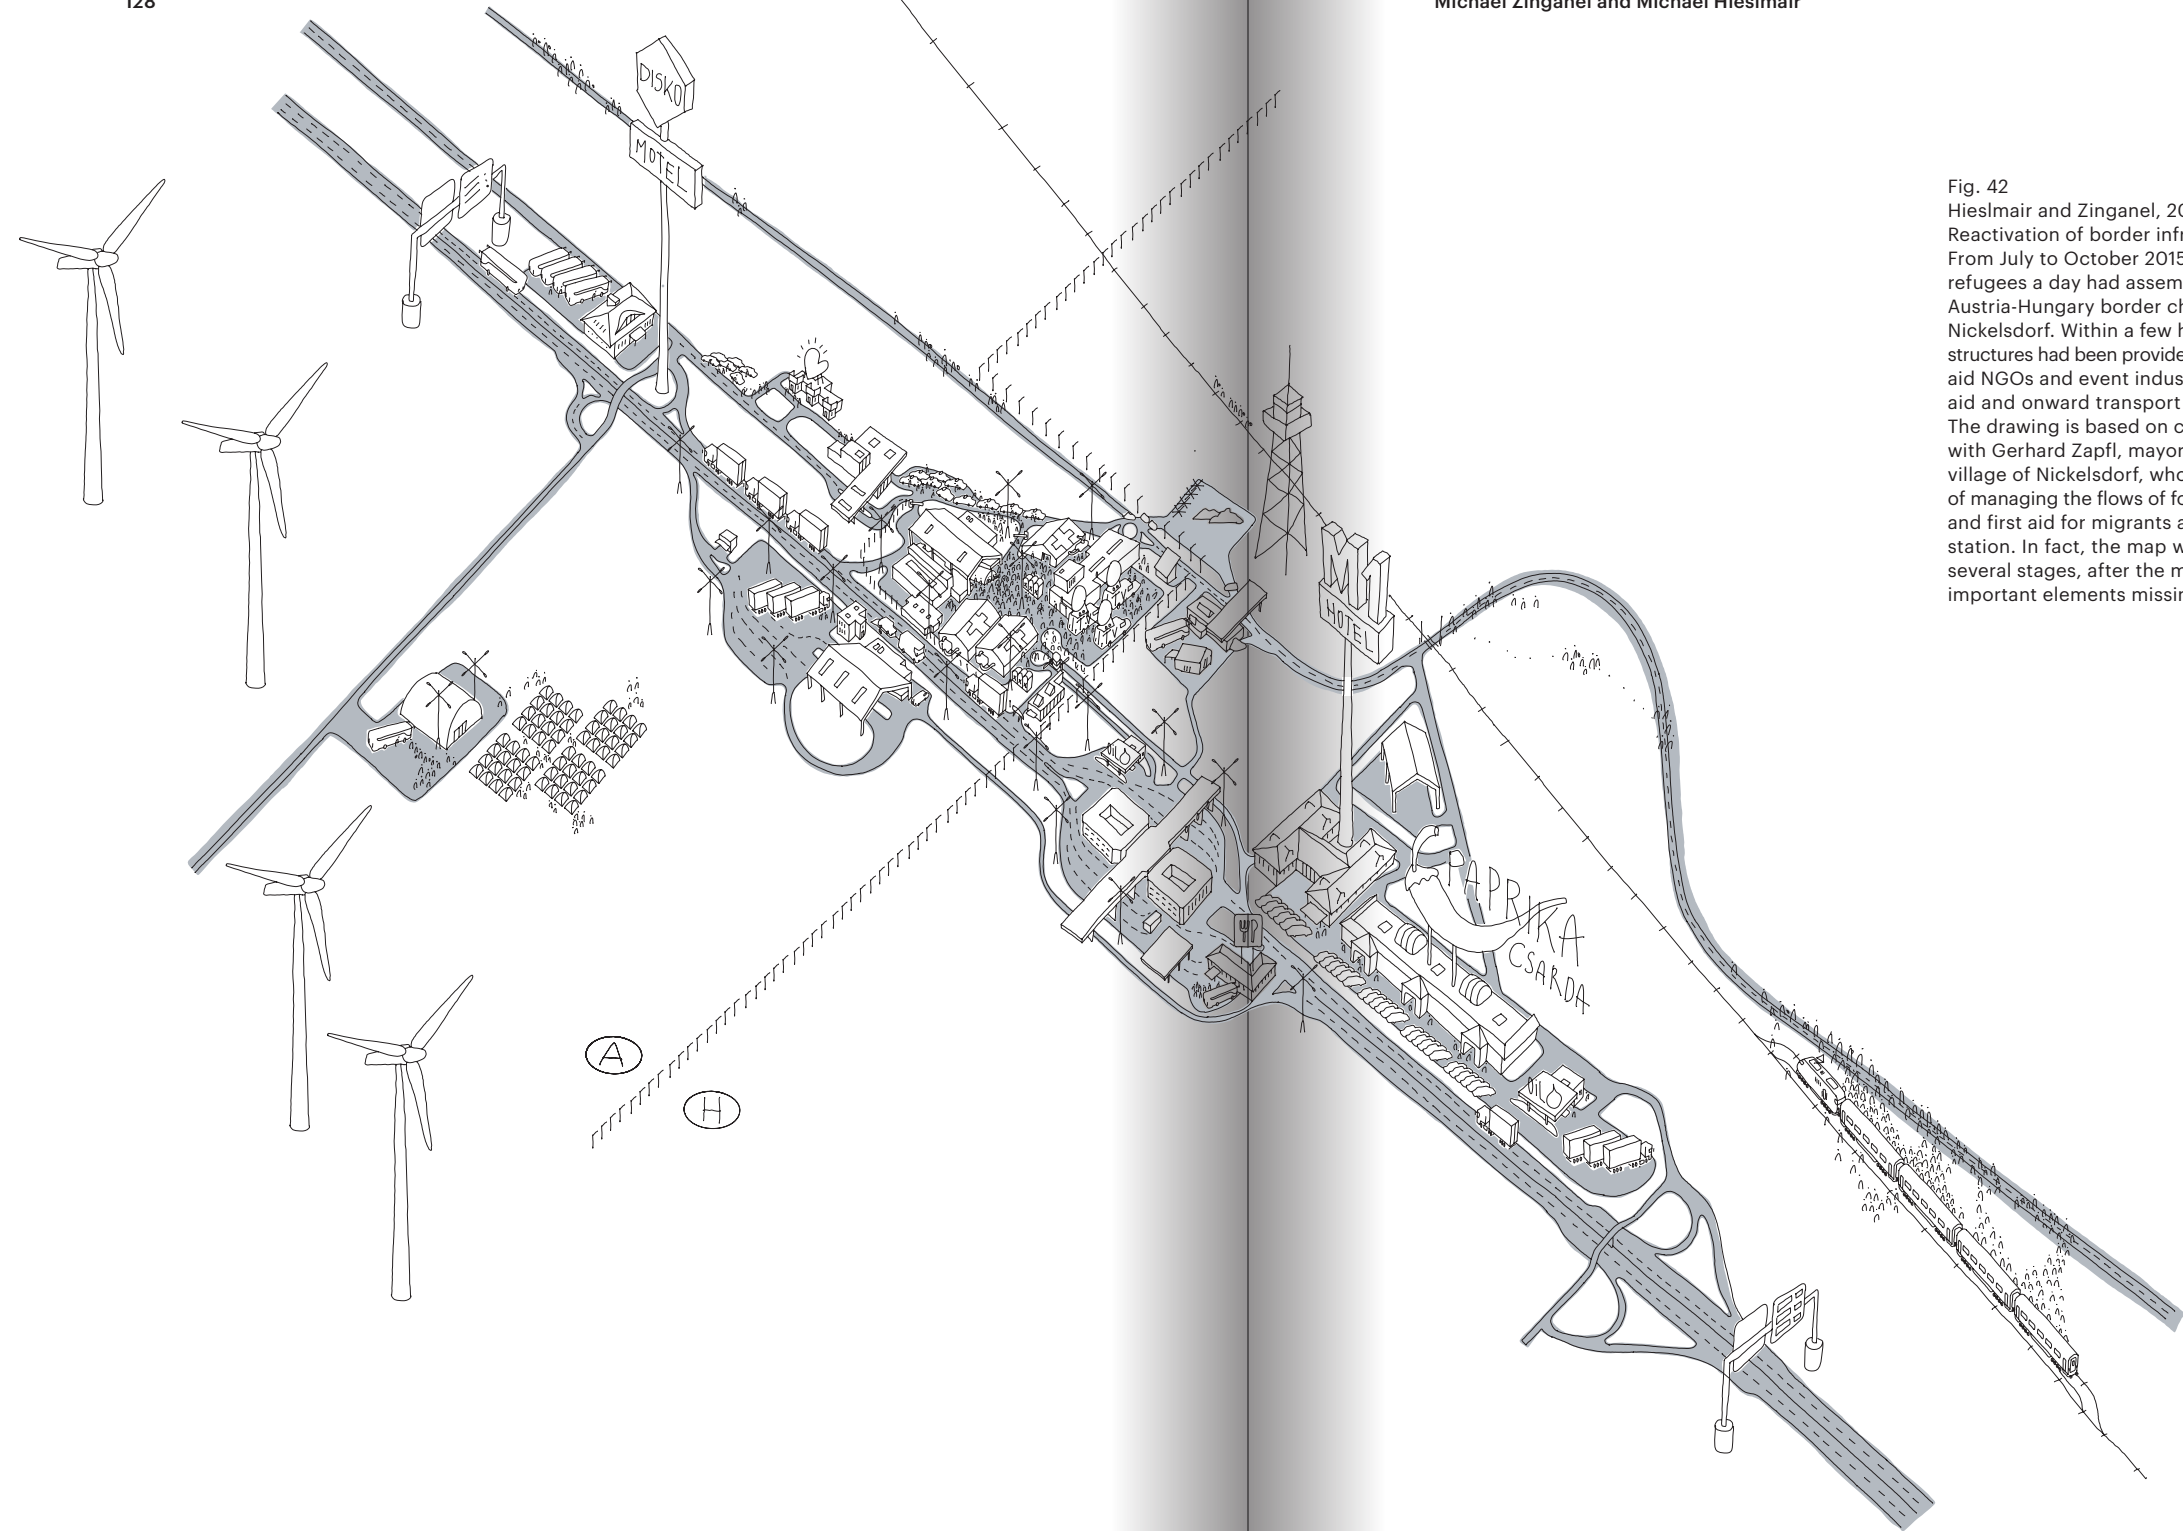 128
Michael Zinganel and Michael Hieslmair
DISKO
MOTEL
Fig. 42
Hieslmair and Zinganel, 20
Reactivation of border infr
From July to October 2015
refugees a day had assem
Austria-Hungary border ch
Nickelsdorf. Within a few h
structures had been provide
aid NGOs and event indus
aid and onward transport
The drawing is based on c
with Gerhard Zapfl, mayor
village of Nickelsdorf, who
of managing the flows of fo
and first aid for migrants a
station. In fact, the map w
several stages, after the m
important elements missin
M1
HOTEL
PAPRIKA
CSARDA
A
H
OIL